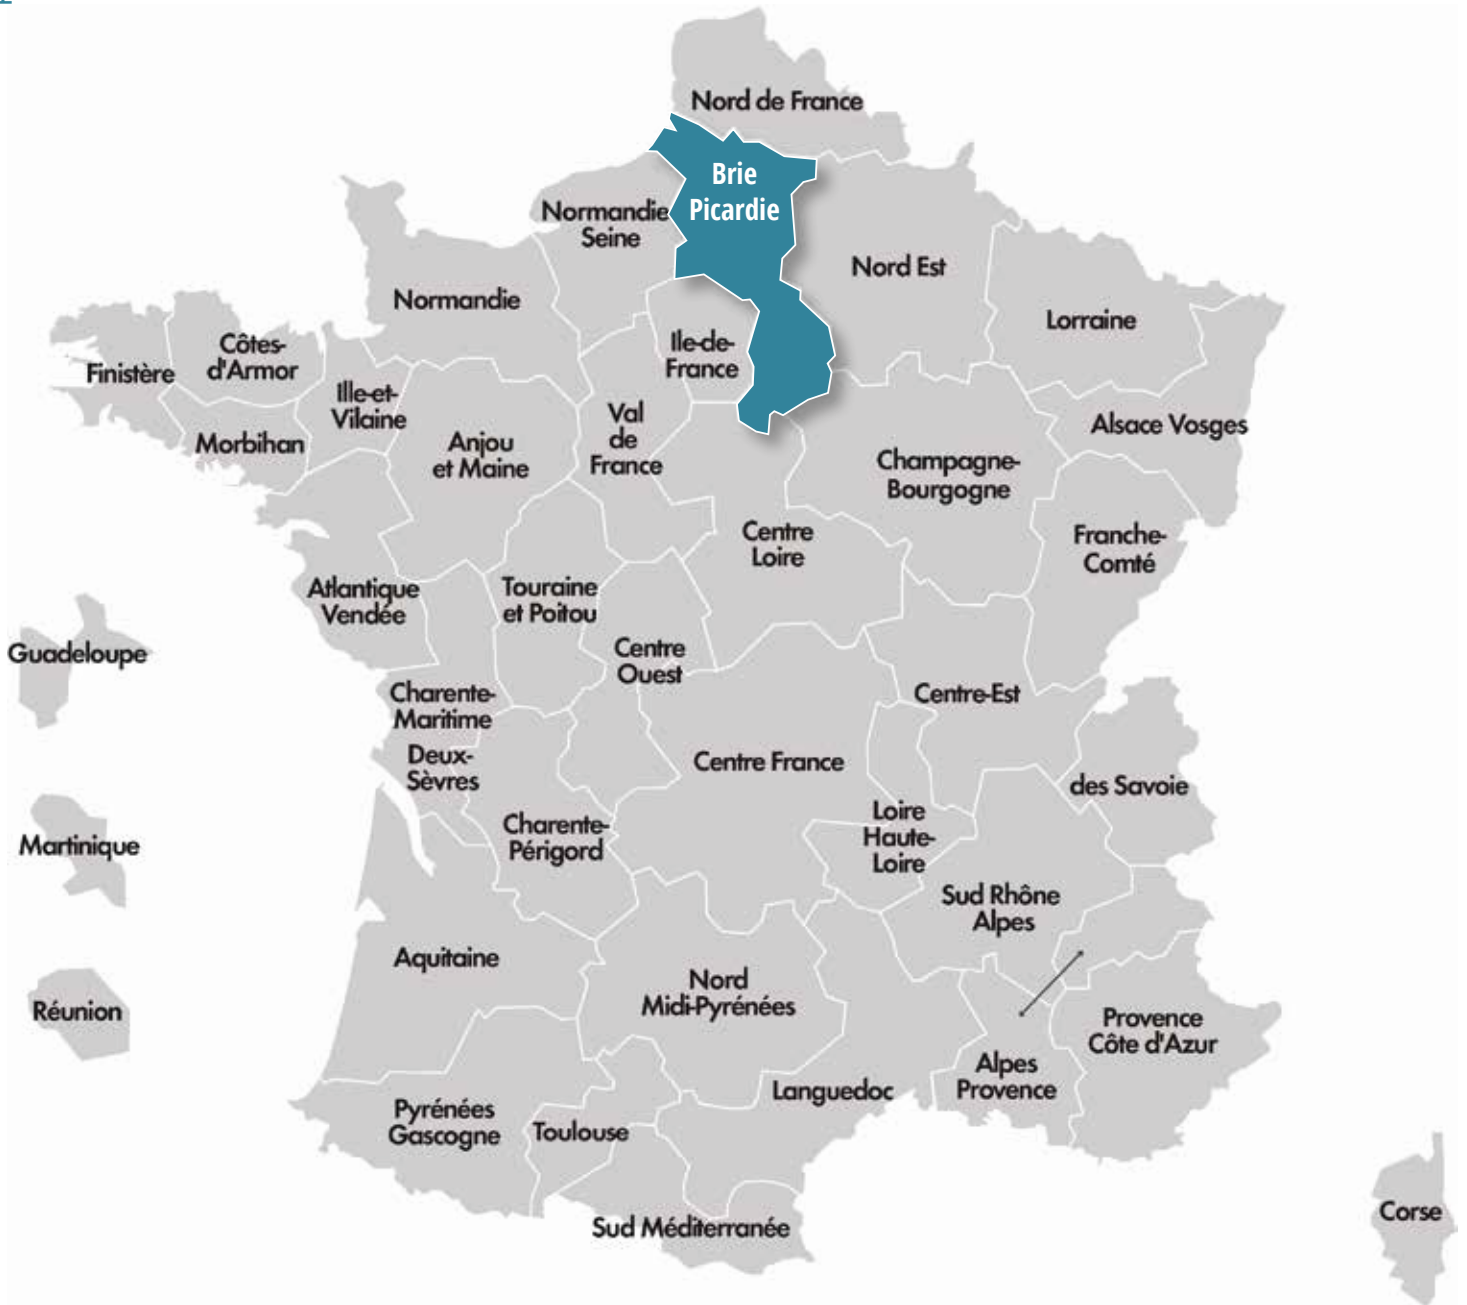 Nord de France
Brie
Picardie
Normandie
Seine
Nord Est
Normandie
Lorraine
Côtes-
d'Armor
Ile-de-
France
Finistère
Ille-et-
Vilaine
Morbihan
Anjou
et Maine
Val
de
France
Alsace Vosges
Champagne-
Bourgogne
Centre
Loire
Franche-
Comté
Atlantique
Vendée
Touraine
et Poitou
Guadeloupe
Centre
Ouest
Charente-
Maritime
Deux-
Sèvres
Centre-Est
Centre France
des Savoie
Loire
Haute-
Loire
Charente-
Périgord
Martinique
Sud Rhône
Alpes
Aquitaine
Nord
Midi-Pyrénées
Réunion
Provence
Côte d'Azur
Alpes
Provence
Languedoc
Pyrénées
Gascogne
Toulouse
Sud Méditerranée
Corse